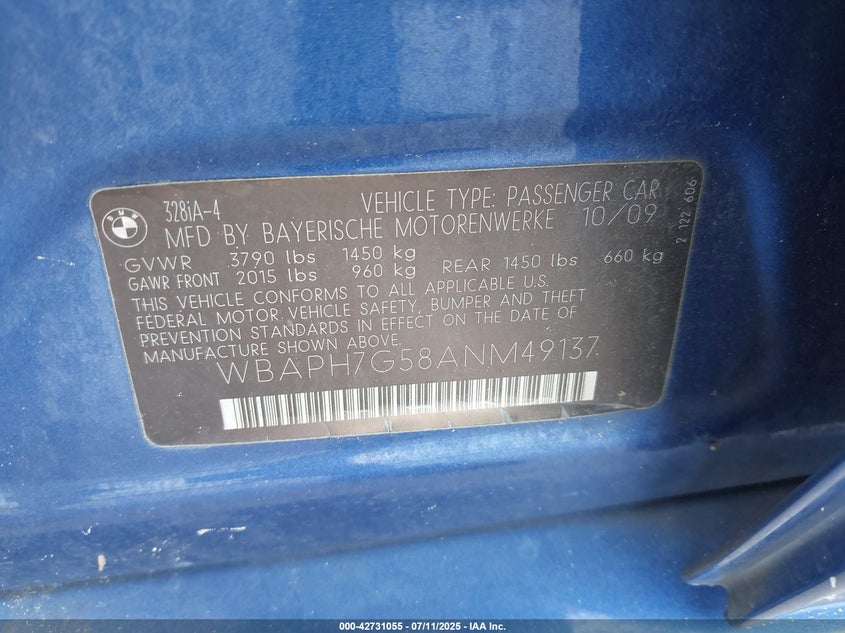 BMW
328iA-4
VEHICLE TYPE: PASSENGER CAR
MFD BY BAYERISCHE MOTORENWERKE 10/09
GVWR 3790 lbs 1450 kg
GAWR FRONT 2015 lbs 960 kg REAR 1450 lbs 660 kg
THIS VEHICLE CONFORMS TO ALL APPLICABLE U.S.
FEDERAL MOTOR VEHICLE SAFETY, BUMPER AND THEFT
PREVENTION STANDARDS IN EFFECT ON THE DATE OF
MANUFACTURE SHOWN ABOVE.
WBAPH7G58ANM49137
2 122 606
000-42731055 - 07/11/2025 - IAA Inc.